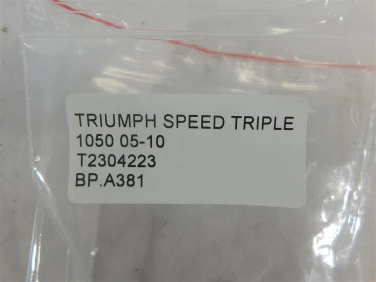 TRIUMPH SPEED TRIPLE
1050 05-10
T2304223
BP.A381